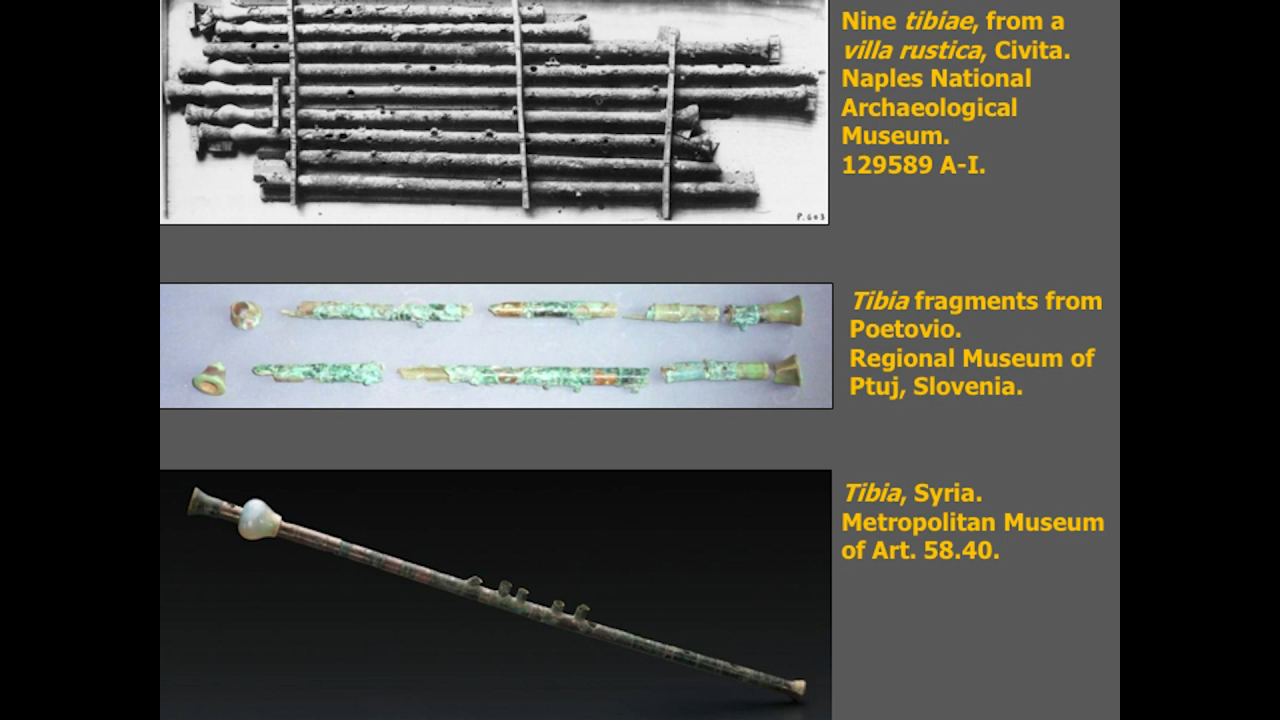 Nine tibiae, from a
villa rustica, Civita.
Naples National
Archaeological
Museum.
129589 A-I.
P. 603
Tibia fragments from
Poetovio.
Regional Museum of
Ptuj, Slovenia.
Tibia, Syria.
Metropolitan Museum
of Art. 58.40.